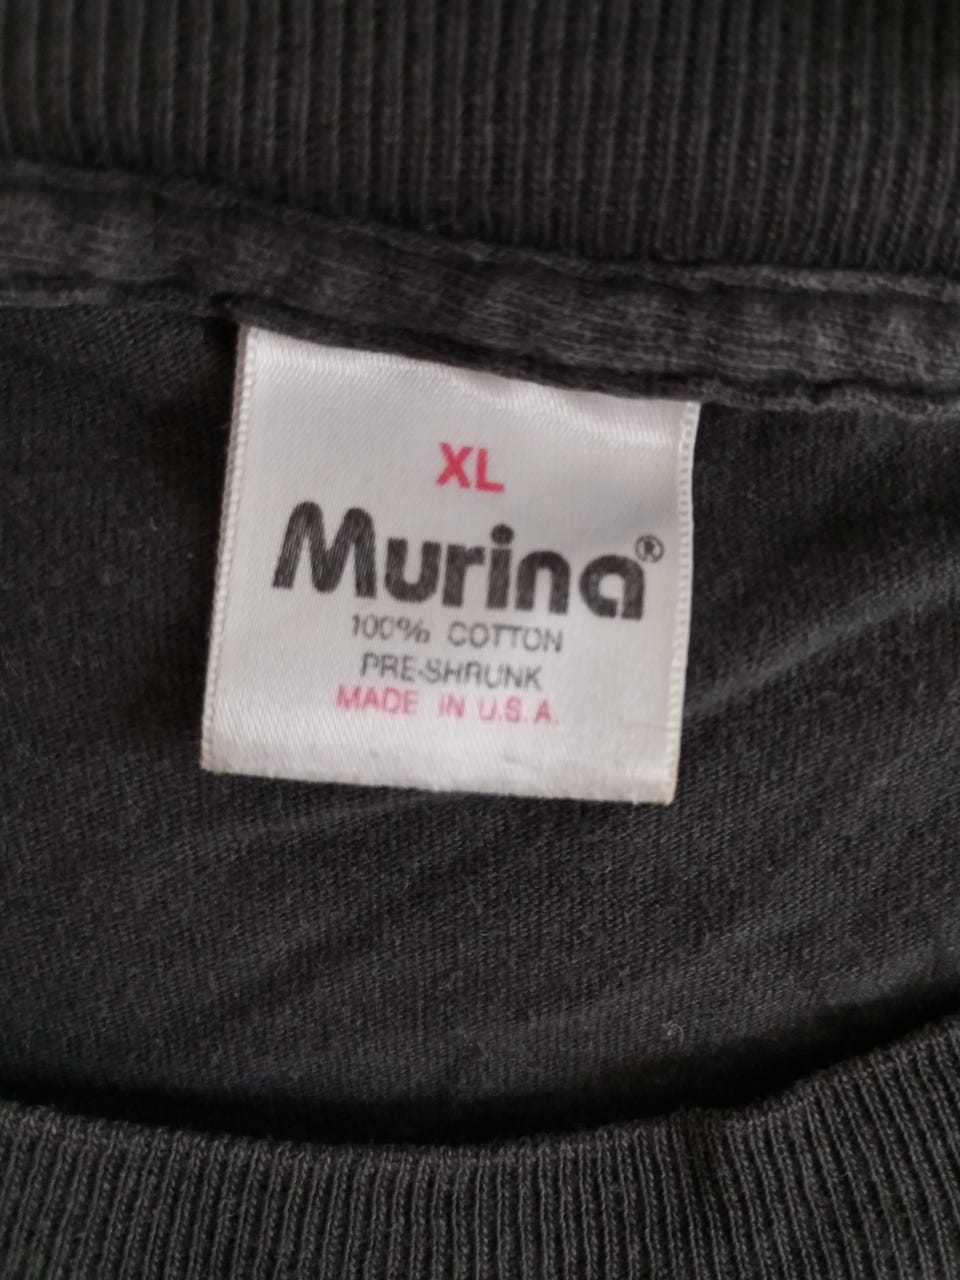 XL
Murina®
100% COTTON
PRE-SHRUNK
MADE IN U.S.A.